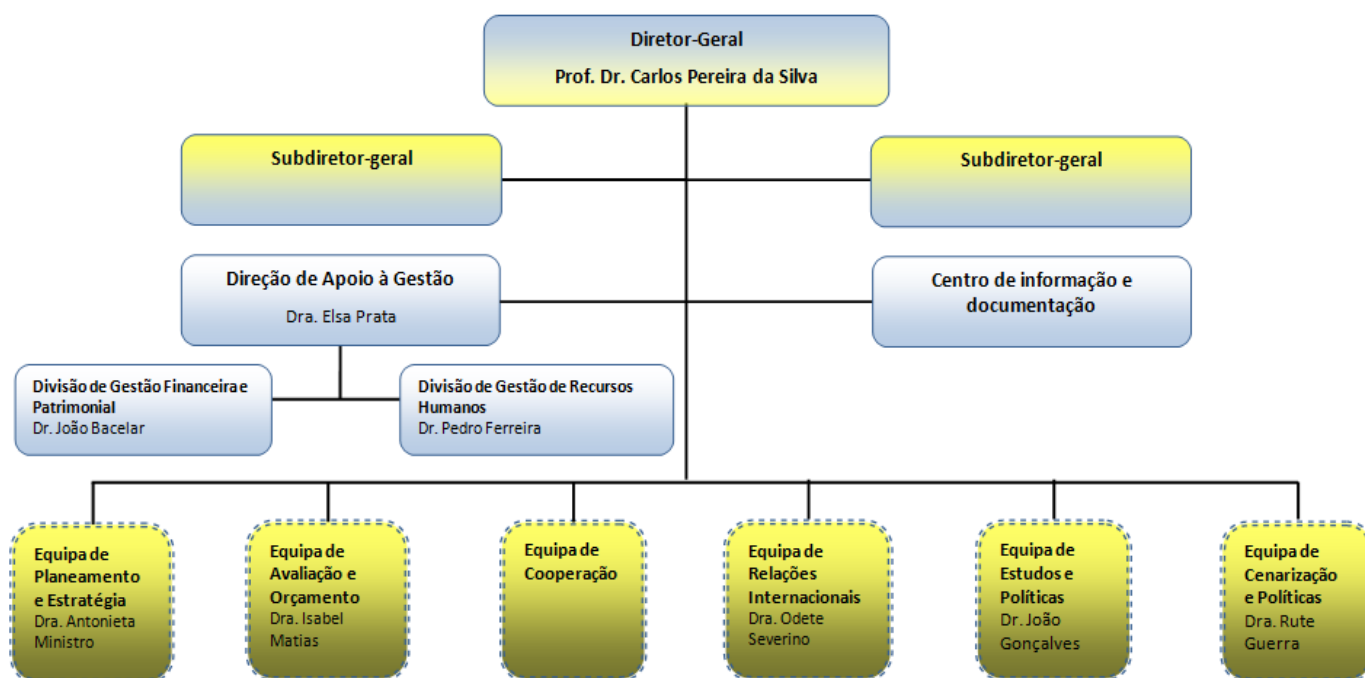 Diretor-Geral
Prof. Dr. Carlos Pereira da Silva
Subdiretor-geral
Subdiretor-geral
Direção de Apoio à Gestão
Dra. Elsa Prata
Centro de informação e
documentação
Divisão de Gestão Financeira e
Patrimonial
Dr. João Bacelar
Divisão de Gestão de Recursos
Humanos
Dr. Pedro Ferreira
Equipa de
Planeamento
e Estratégia
Dra. Antonieta
Ministro
Equipa de
Avaliação e
Orçamento
Dra. Isabel
Matias
Equipa de
Cooperação
Equipa de
Relações
Internacionais
Dra. Odete
Severino
Equipa de
Estudos e
Políticas
Dr. João
Gonçalves
Equipa de
Cenarização
e Políticas
Dra. Rute
Guerra